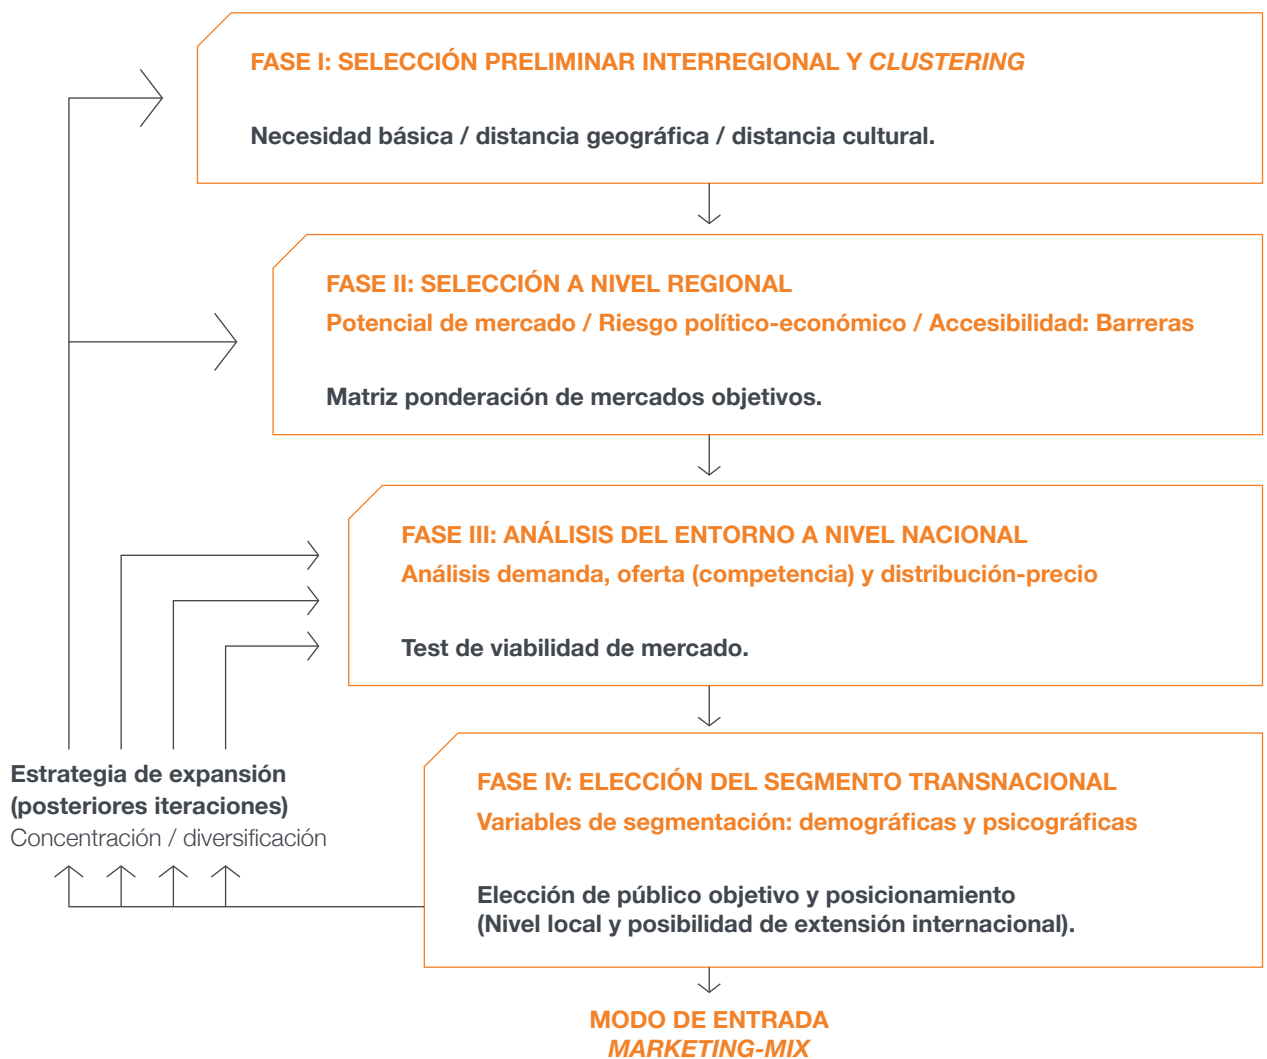 FASE I: SELECCIÓN PRELIMINAR INTERREGIONAL Y CLUSTERING
Necesidad básica / distancia geográfica / distancia cultural.
FASE II: SELECCIÓN A NIVEL REGIONAL
Potencial de mercado / Riesgo político-económico / Accesibilidad: Barreras
Matriz ponderación de mercados objetivos.
FASE III: ANÁLISIS DEL ENTORNO A NIVEL NACIONAL
Análisis demanda, oferta (competencia) y distribución-precio
Test de viabilidad de mercado.
Estrategia de expansión
(posteriores iteraciones)
Concentración / diversificación
FASE IV: ELECCIÓN DEL SEGMENTO TRANSNACIONAL
Variables de segmentación: demográficas y psicográficas
Elección de público objetivo y posicionamiento
(Nivel local y posibilidad de extensión internacional).
MODO DE ENTRADA
MARKETING-MIX